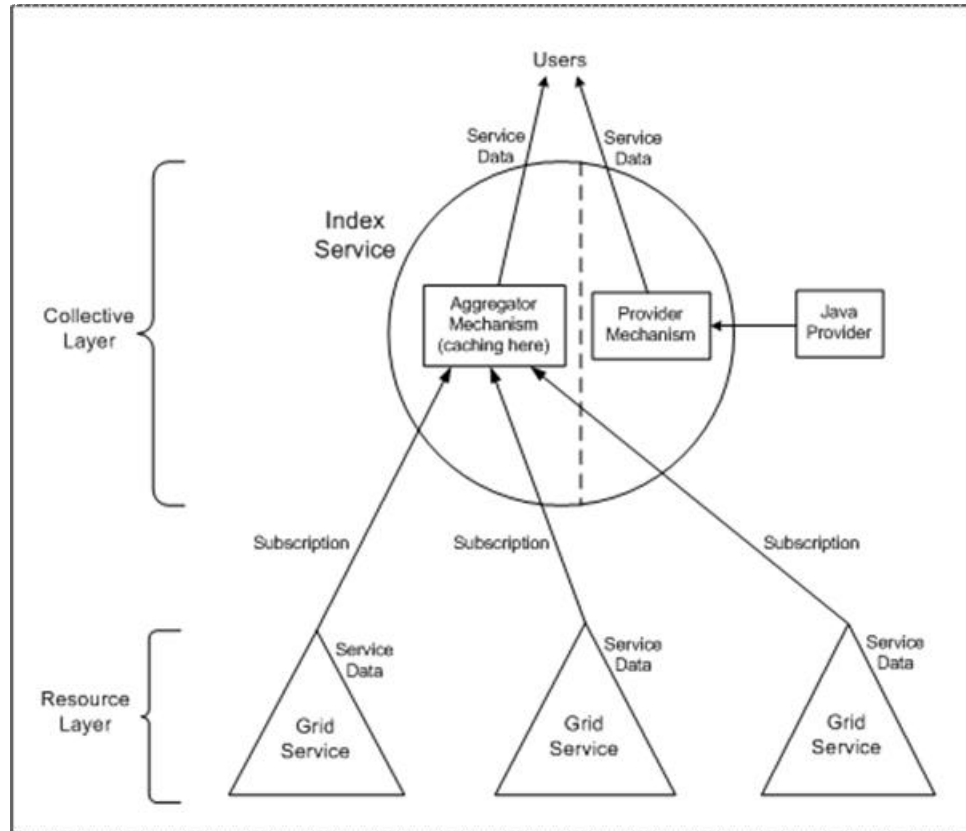 Users
Service
Data
Service
Data
Index
Service
Collective
Layer
Aggregator
Mechanism
(caching here)
Provider
Mechanism
Java
Provider
Subscription
Subscription
Subscription
Resource
Layer
Service
Data
Grid
Service
Service
Data
Grid
Service
Service
Data
Grid
Service